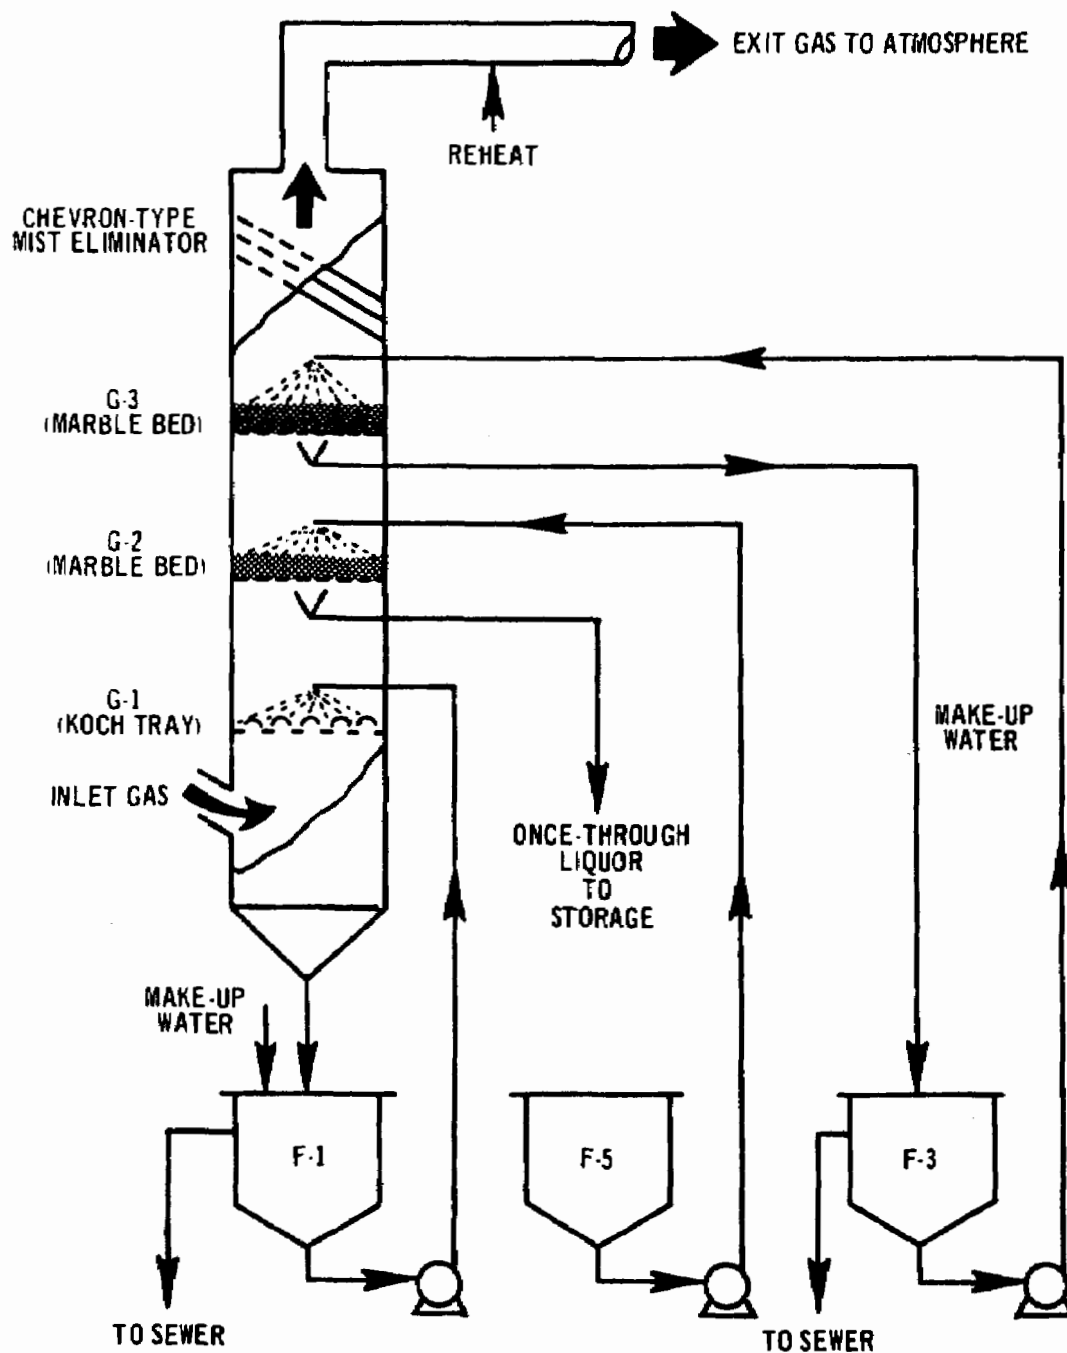 EXIT GAS TO ATMOSPHERE
REHEAT
CHEVRON-TYPE
MIST ELIMINATOR
G-3
(MARBLE BED)
G-2
(MARBLE BED)
G-1
(KOCH TRAY)
MAKE-UP
WATER
INLET GAS
ONCE-THROUGH
LIQUOR
TO
STORAGE
MAKE-UP
WATER
F-1
F-5
F-3
TO SEWER
TO SEWER